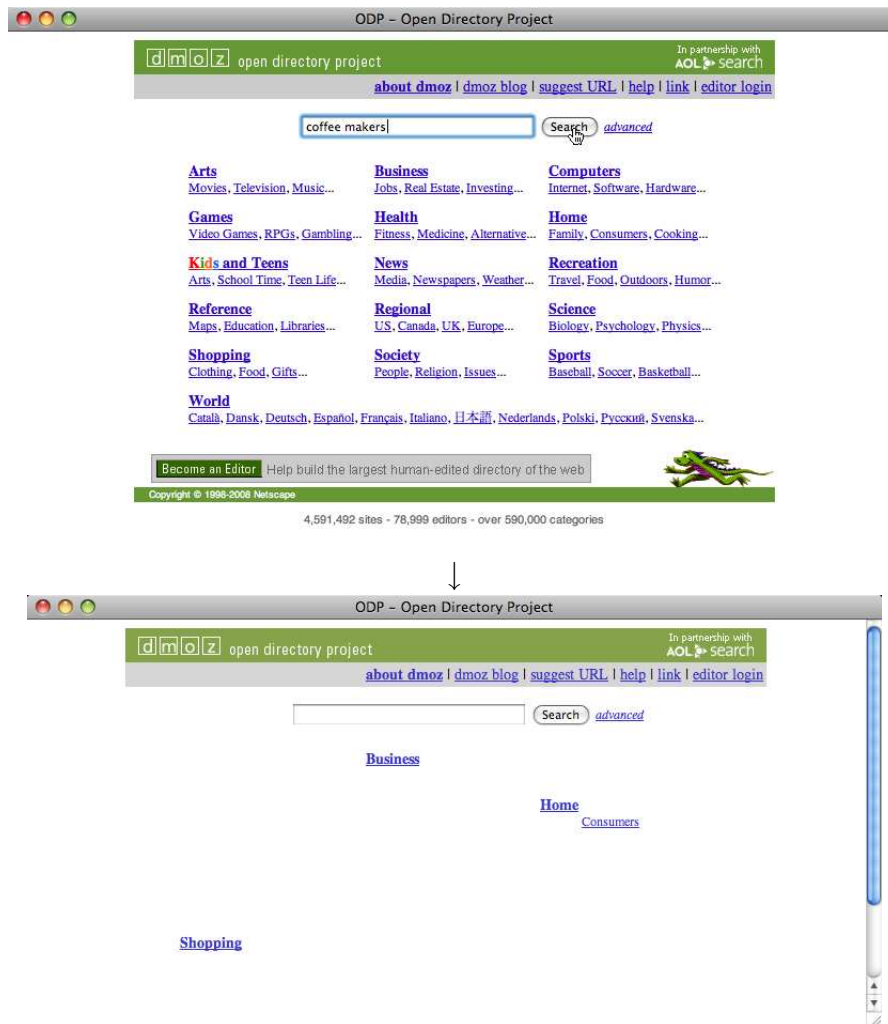 ODP – Open Directory Project
dmoz open directory project
In partnership with
AOL search
about dmoz | dmoz blog | suggest URL | help | link | editor login
coffee makers Search advanced
Arts Business Computers
Movies, Television, Music... Jobs, Real Estate, Investing... Internet, Software, Hardware...
Games Health Home
Video Games, RPGs, Gambling... Fitness, Medicine, Alternative... Family, Consumers, Cooking...
Kids and Teens News Recreation
Arts, School Time, Teen Life... Media, Newspapers, Weather... Travel, Food, Outdoors, Humor...
Reference Regional Science
Maps, Education, Libraries... US, Canada, UK, Europe... Biology, Psychology, Physics...
Shopping Society Sports
Clothing, Food, Gifts... People, Religion, Issues... Baseball, Soccer, Basketball...
World
Català, Dansk, Deutsch, Español, Français, Italiano, 日本語, Nederlands, Polski, Русский, Svenska...
Become an Editor Help build the largest human-edited directory of the web
Copyright © 1998-2008 Netscape
4,591,492 sites - 78,999 editors - over 590,000 categories
↓
ODP – Open Directory Project
dmoz open directory project
In partnership with
AOL search
about dmoz | dmoz blog | suggest URL | help | link | editor login
Search advanced
Business
Home
Consumers
Shopping